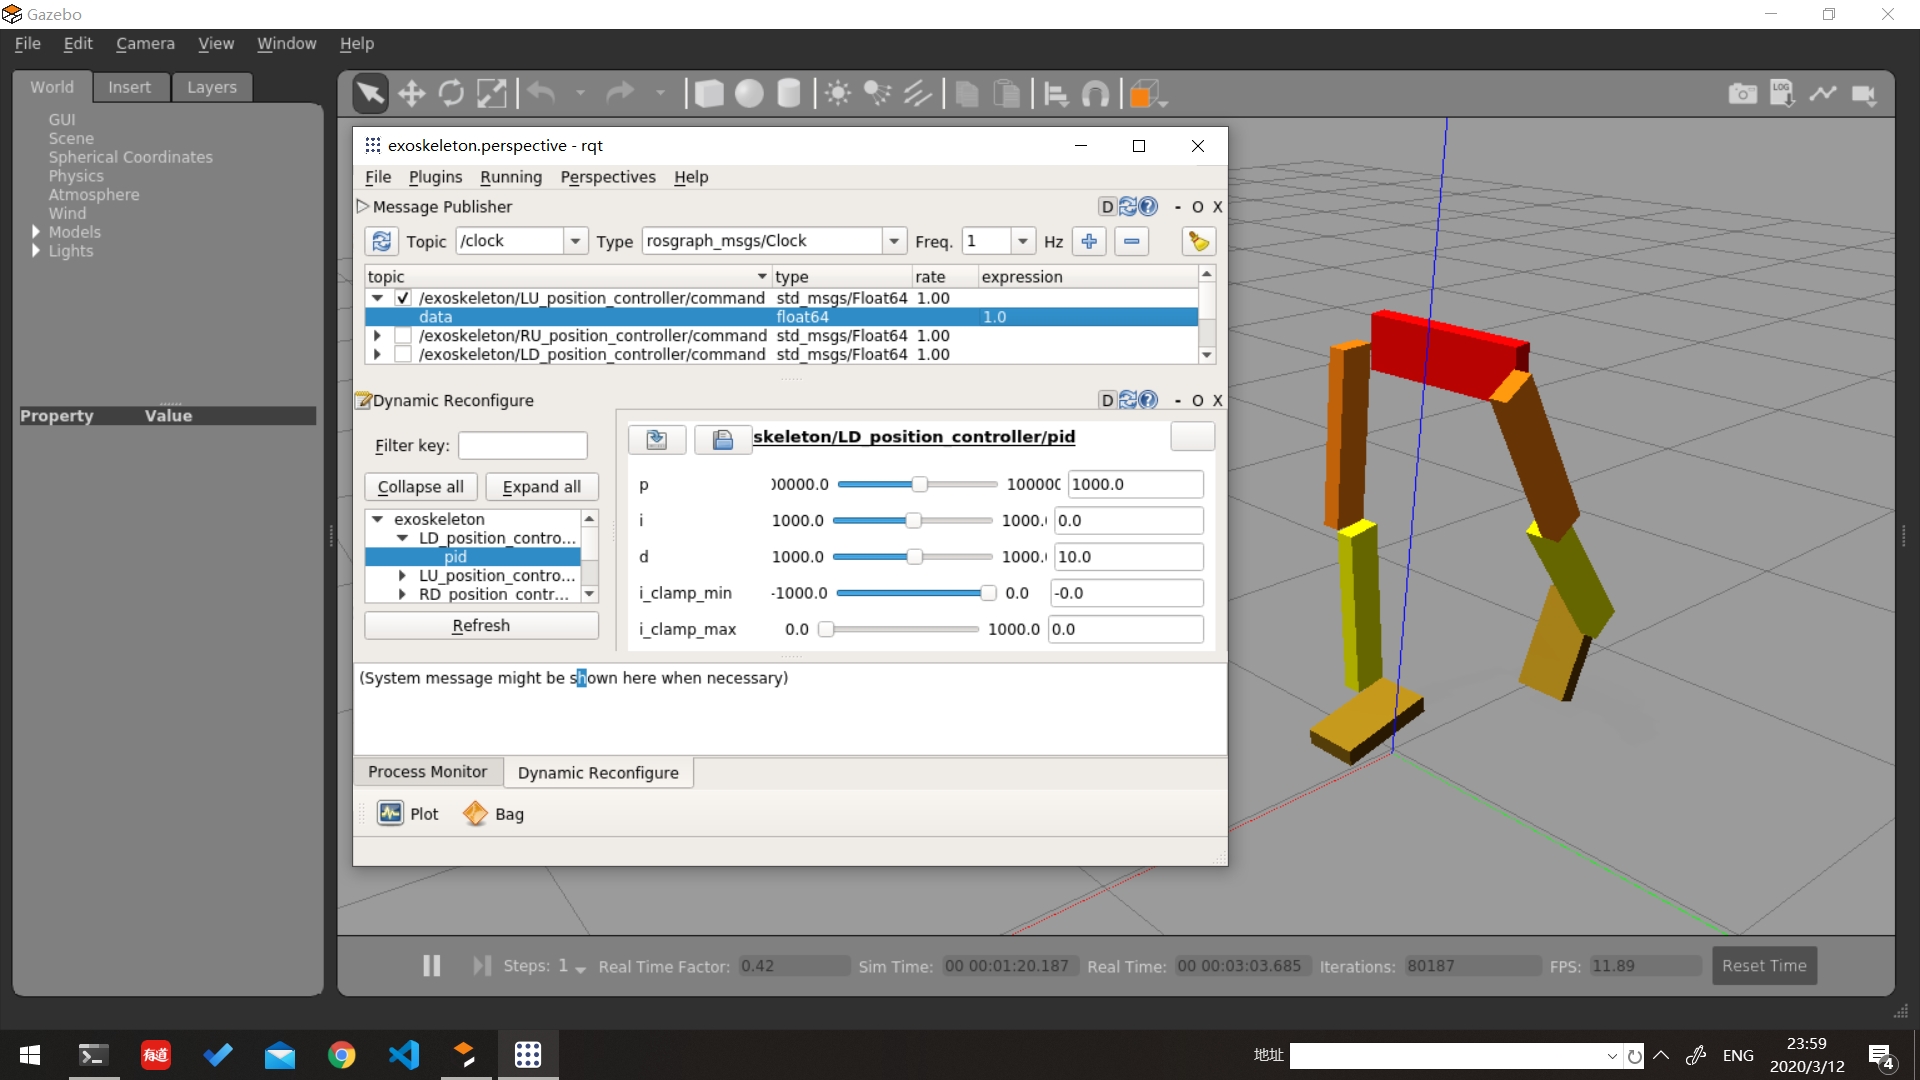 Gazebo
File Edit Camera View Window Help
World Insert Layers
GUI
Scene
Spherical Coordinates
Physics
Atmosphere
Wind
Models
Lights
Property Value
LOG
exoskeleton.perspective - rqt
File Plugins Running Perspectives Help
Message Publisher D - O X
Topic /clock Type rosgraph_msgs/Clock Freq. 1 Hz
topic type rate expression
/exoskeleton/LU_position_controller/command std_msgs/Float64 1.00
data float64 1.0
/exoskeleton/RU_position_controller/command std_msgs/Float64 1.00
/exoskeleton/LD_position_controller/command std_msgs/Float64 1.00
Dynamic Reconfigure D - O X
Filter key:
Collapse all Expand all
exoskeleton
LD_position_contro...
pid
LU_position_contro...
RD_position_contr...
Refresh
skeleton/LD_position_controller/pid
p 00000.0 100000 1000.0
i 1000.0 1000. 0.0
d 1000.0 1000. 10.0
i_clamp_min -1000.0 0.0 -0.0
i_clamp_max 0.0 1000.0 0.0
(System message might be shown here when necessary)
Process Monitor Dynamic Reconfigure
Plot Bag
Steps: 1 Real Time Factor: 0.42 Sim Time: 00 00:01:20.187 Real Time: 00 00:03:03.685 Iterations: 80187 FPS: 11.89 Reset Time
有道
地址
ENG
23:59
2020/3/12
4